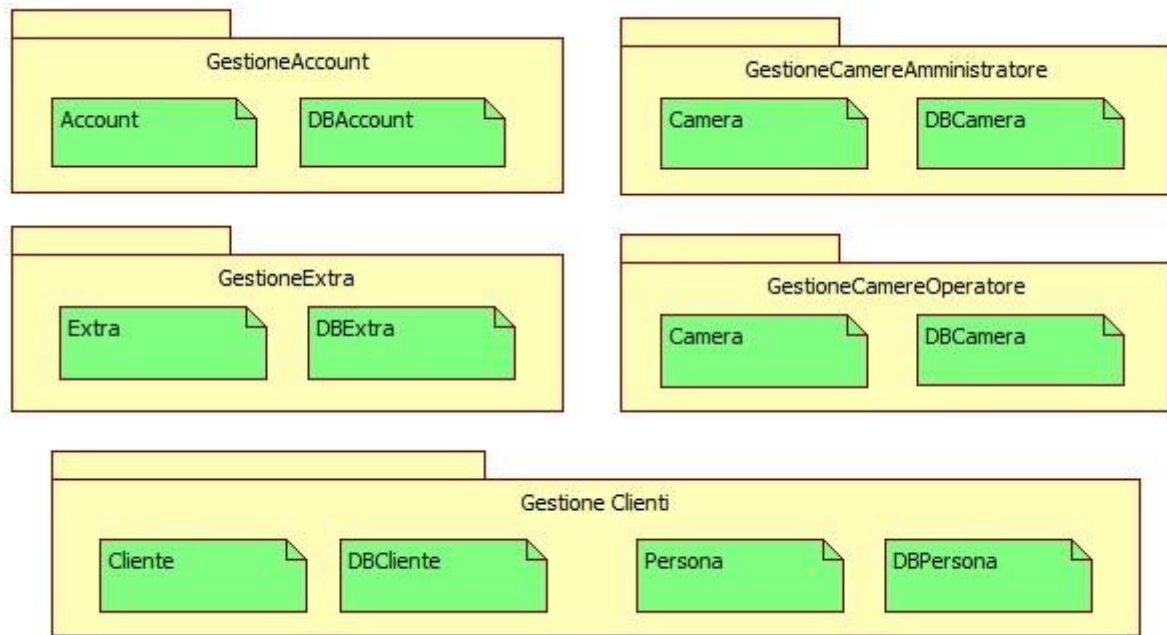 GestioneAccount
Account
DBAccount
GestioneCamereAmministratore
Camera
DBCamera
GestioneExtra
Extra
DBExtra
GestioneCamereOperatore
Camera
DBCamera
Gestione Clienti
Cliente
DBCliente
Persona
DBPersona